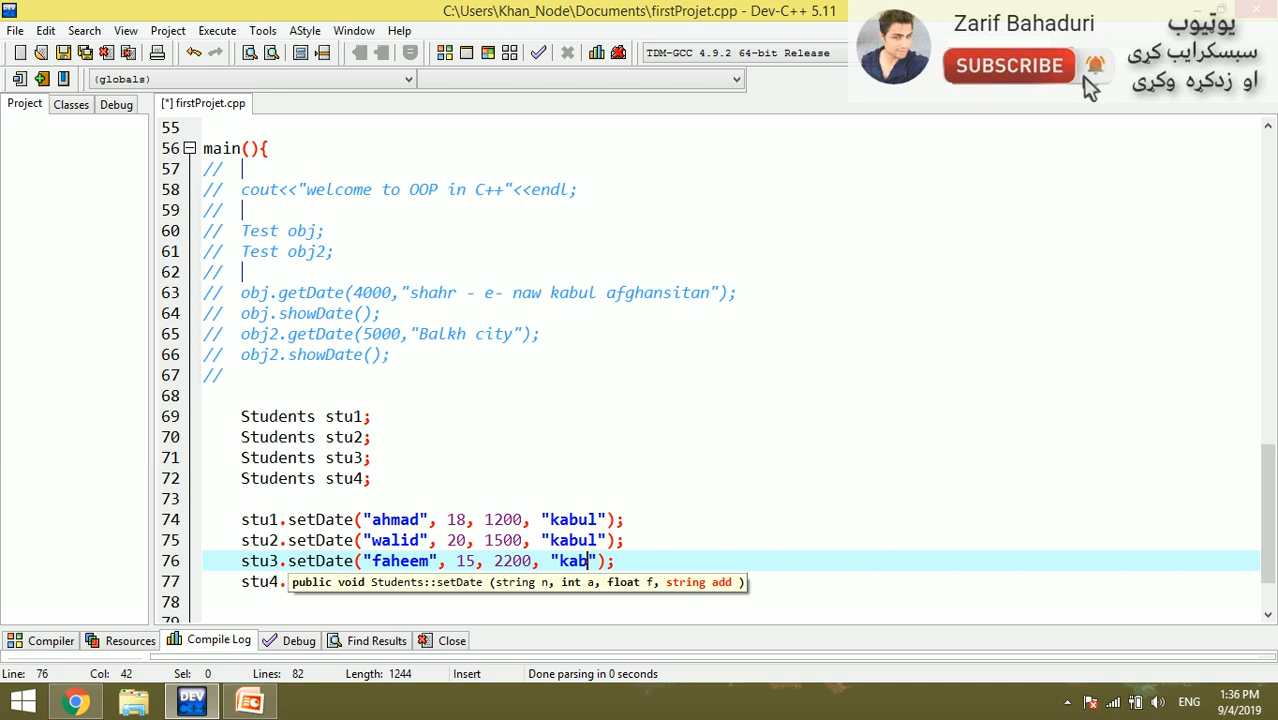 C:\Users\Khan_Node\Documents\firstProjet.cpp - Dev-C++ 5.11
Zarif Bahaduri
SUBSCRIBE
یوټیوب
سبسکرایب کړی
او زدکړه وکړی
File Edit Search View Project Execute Tools AStyle Window Help
TDM-GCC 4.9.2 64-bit Release
(globals)
Project Classes Debug
[*] firstProjet.cpp
55
56 main(){
57 //
58 // cout<<"welcome to OOP in C++"<<endl;
59 //
60 // Test obj;
61 // Test obj2;
62 //
63 // obj.getDate(4000,"shahr - e- naw kabul afghansitan");
64 // obj.showDate();
65 // obj2.getDate(5000,"Balkh city");
66 // obj2.showDate();
67 //
68
69 Students stu1;
70 Students stu2;
71 Students stu3;
72 Students stu4;
73
74 stu1.setDate("ahmad", 18, 1200, "kabul");
75 stu2.setDate("walid", 20, 1500, "kabul");
76 stu3.setDate("faheem", 15, 2200, "kab");
77 stu4.
public void Students::setDate (string n, int a, float f, string add )
78
Compiler Resources Compile Log Debug Find Results Close
Line: 76 Col: 42 Sel: 0 Lines: 82 Length: 1244 Insert Done parsing in 0 seconds
DEV C++
ENG
1:36 PM
9/4/2019